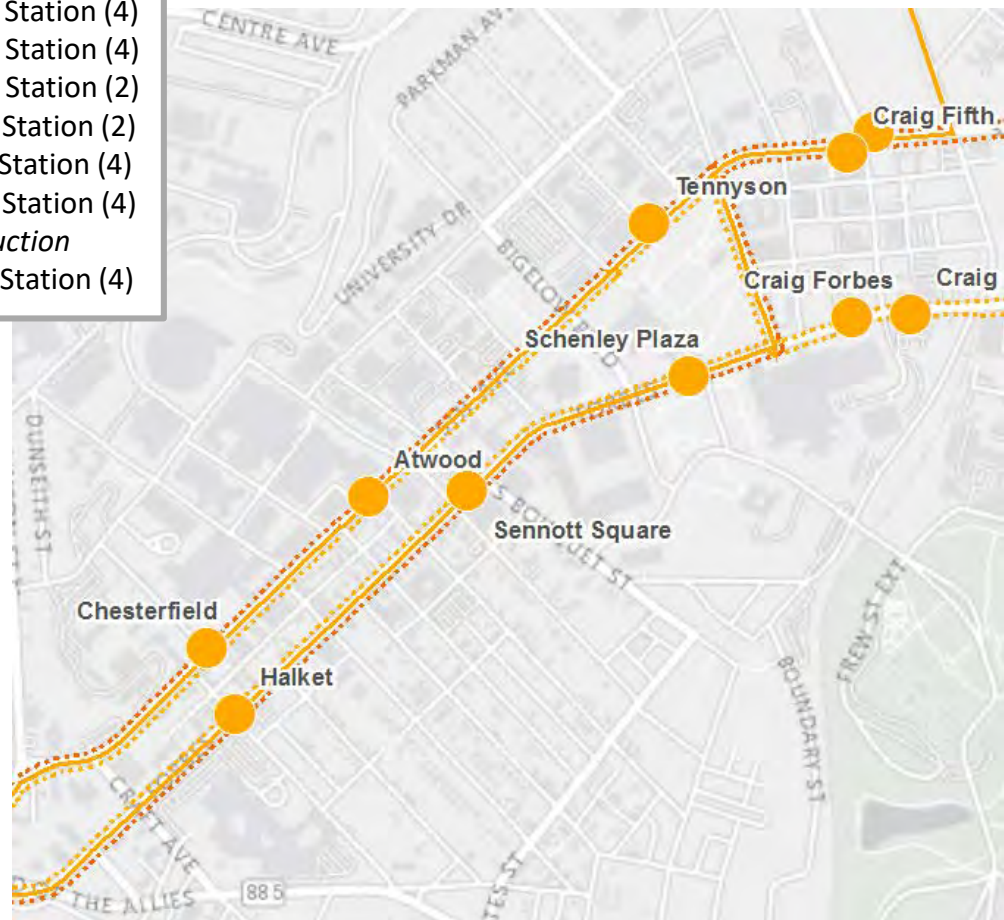 Station (4)
Station (4)
Station (2)
Station (2)
Station (4)
Station (4)
uction
Station (4)
CENTRE AVE
PARKMAN AVE
Craig Fifth
Tennyson
UNIVERSITY DR
BIGELOW BLVD
Craig Forbes
Craig
Schenley Plaza
DUNSEITH ST
Atwood
S BOUQUET ST
Sennott Square
FREW ST EXT
Chesterfield
Halket
BOUNDARY ST
CRAFT AVE
THE ALLIES
885